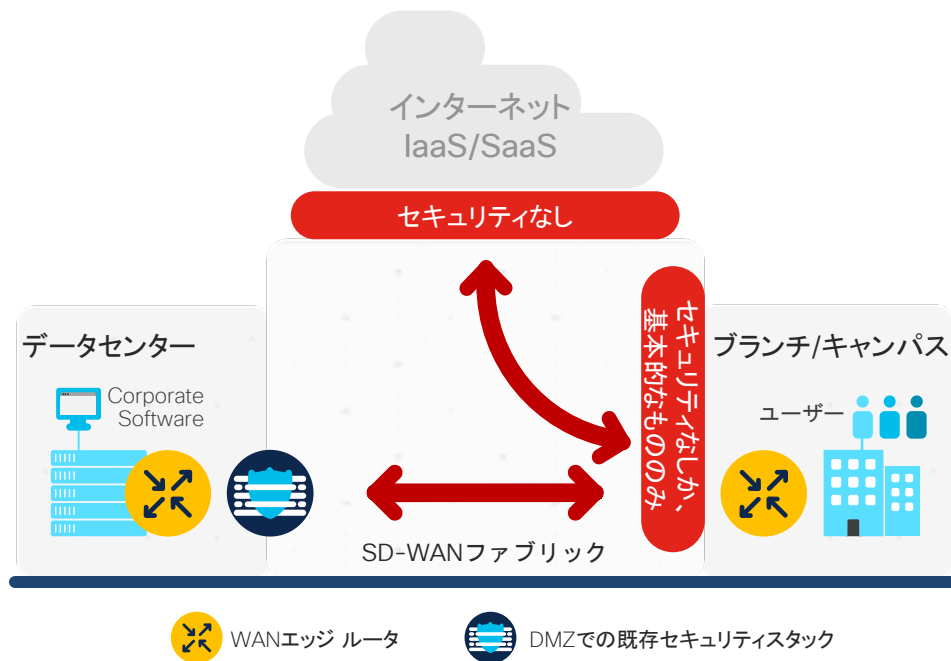 インターネット
IaaS/SaaS
セキュリティなし
セキュリティなしか、
基本的なもののみ
データセンター
Corporate
Software
ブランチ/キャンパス
ユーザー
SD-WANファブリック
WANエッジ ルータ
DMZでの既存セキュリティスタック